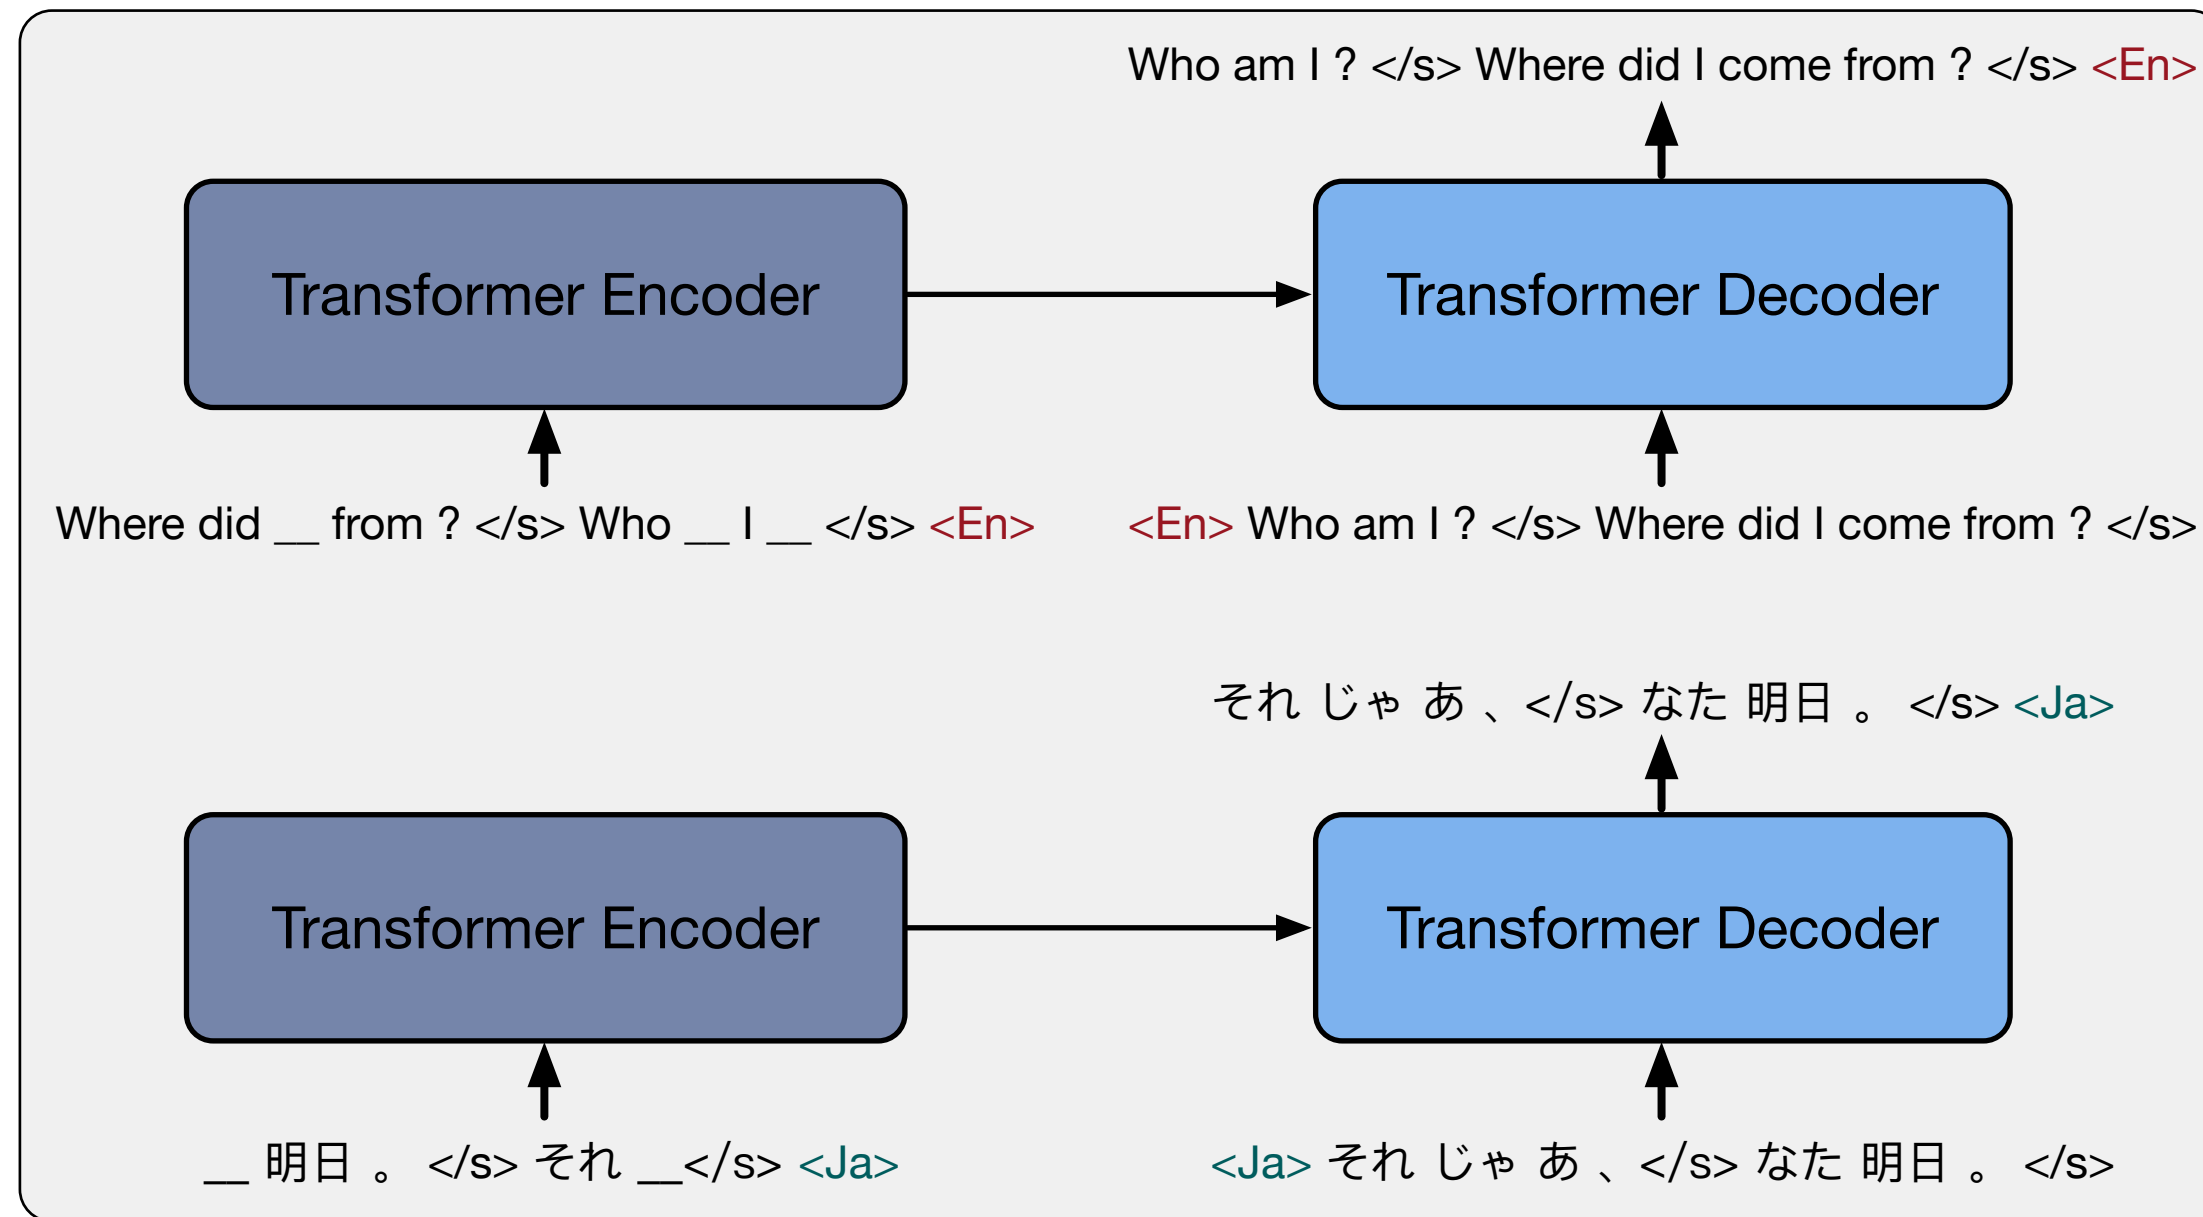 Who am I ? </s> Where did I come from ? </s> <En>
Transformer Encoder
Transformer Decoder
Where did __ from ? </s> Who __ I __ </s> <En>
<En> Who am I ? </s> Where did I come from ? </s>
それ じゃ あ 、</s> なた 明日 。 </s> <Ja>
Transformer Encoder
Transformer Decoder
__ 明日 。 </s> それ __</s> <Ja>
<Ja> それ じゃ あ 、</s> なた 明日 。 </s>